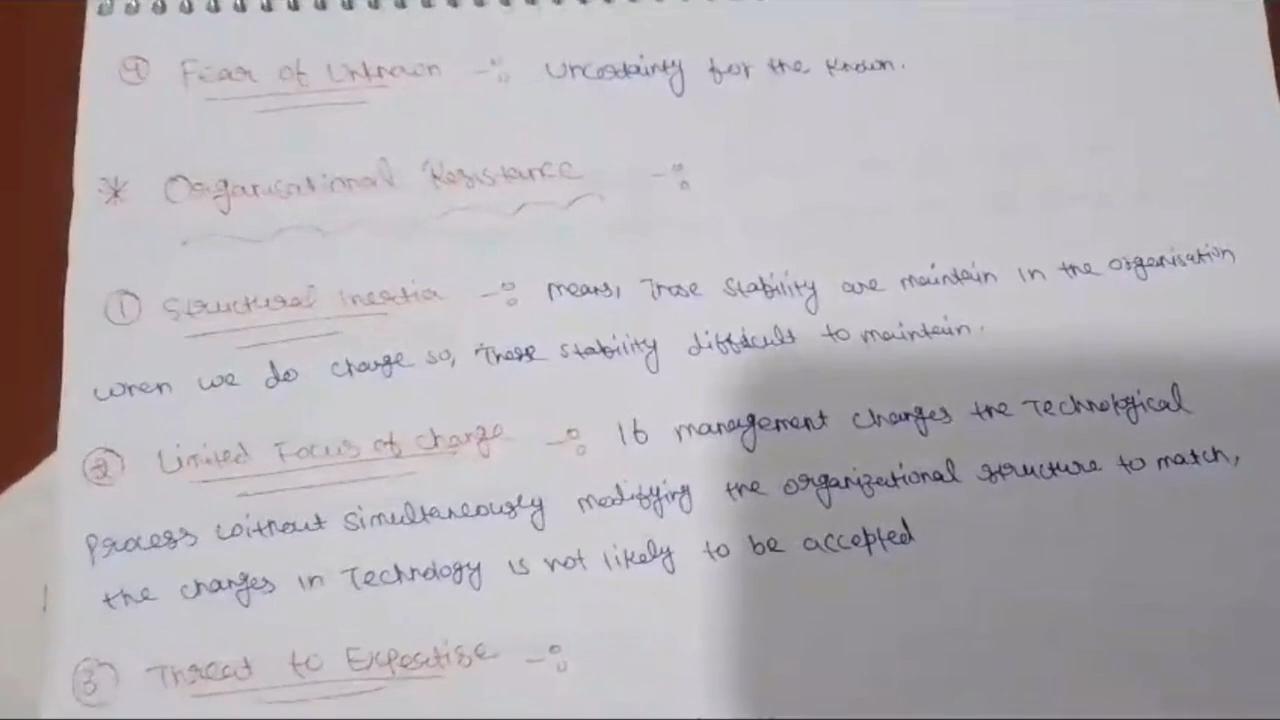 ④ Fear of Unknown -: Uncertainty for the known.
* Organisational Resistance -:
① Structural Inertia -: means, Those stability are maintain in the organisation
when we do change so, These stability difficult to maintain.
② Limited Focus of change -: If management changes the Technological
process without simultaneously modifying the organizational structure to match,
the changes in Technology is not likely to be accepted
③ Threat to Expertise -: